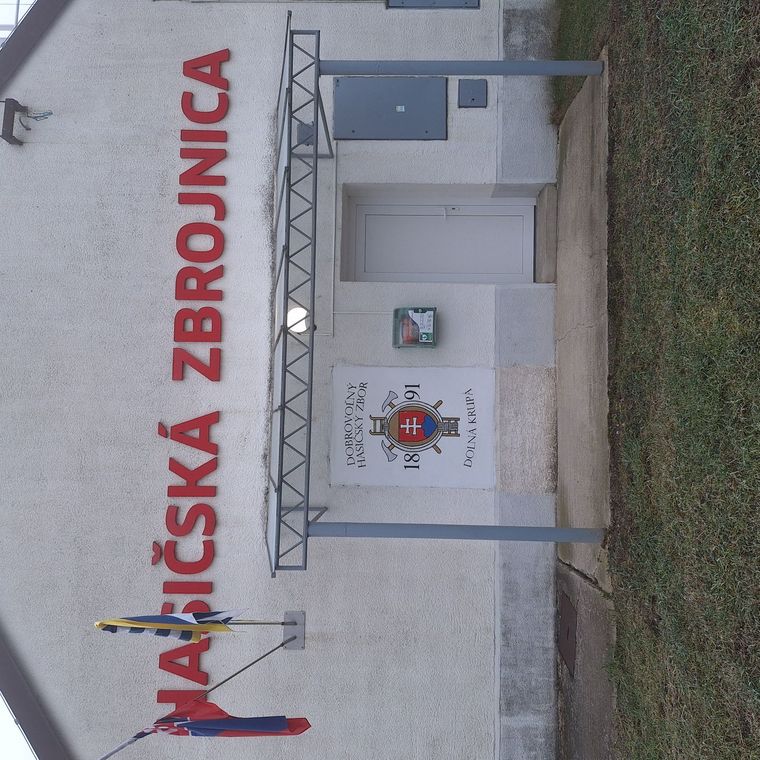 HASIČSKÁ ZBROJNICA
DOBROVOĽNÝ
HASIČSKÝ ZBOR
18 91
DOLNÁ KRUPÁ